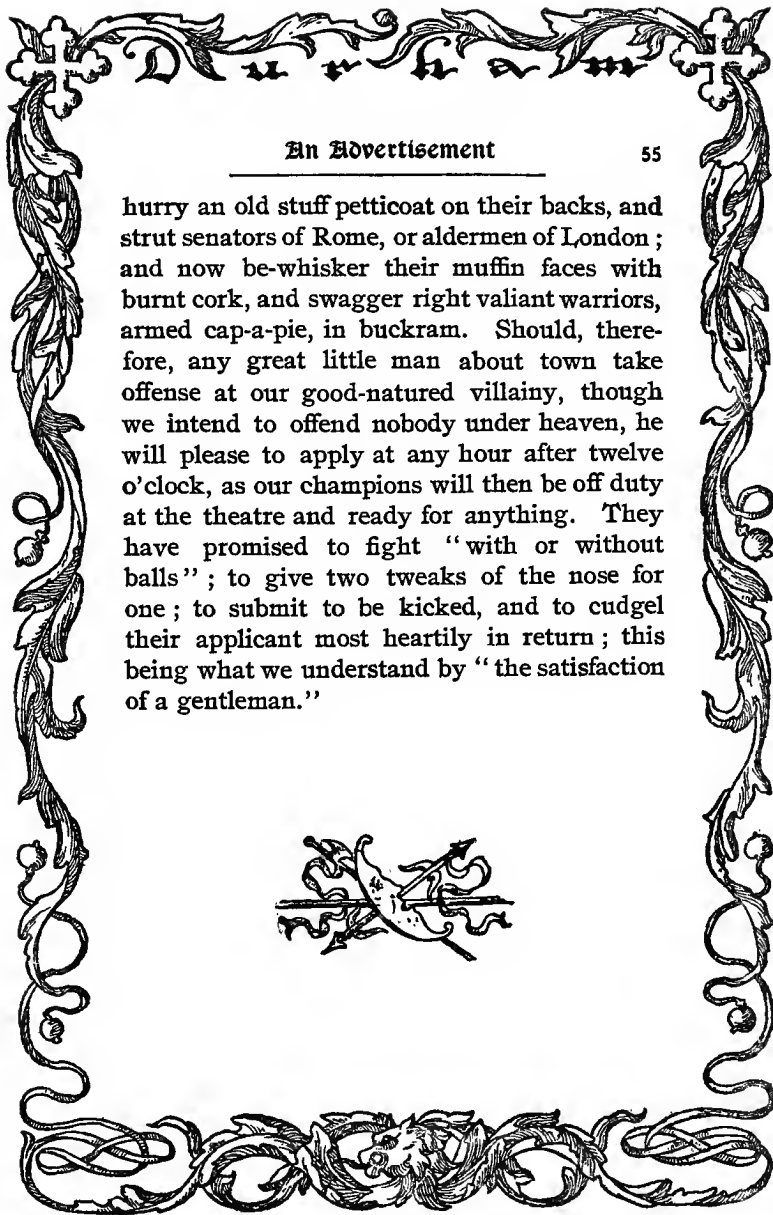 Durham
An Advertisement 55
hurry an old stuff petticoat on their backs, and
strut senators of Rome, or aldermen of London ;
and now be-whisker their muffin faces with
burnt cork, and swagger right valiant warriors,
armed cap-a-pie, in buckram. Should, there-
fore, any great little man about town take
offense at our good-natured villainy, though
we intend to offend nobody under heaven, he
will please to apply at any hour after twelve
o'clock, as our champions will then be off duty
at the theatre and ready for anything. They
have promised to fight "with or without
balls" ; to give two tweaks of the nose for
one ; to submit to be kicked, and to cudgel
their applicant most heartily in return ; this
being what we understand by "the satisfaction
of a gentleman."